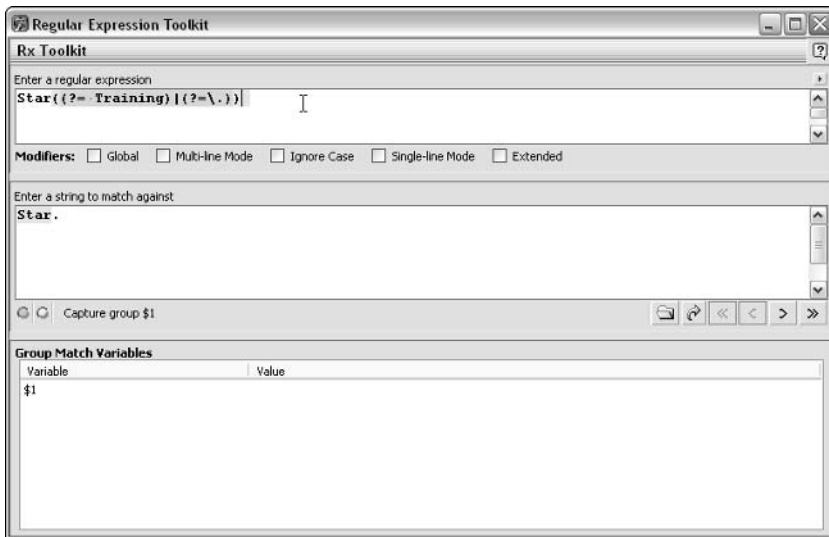 Regular Expression Toolkit
Rx Toolkit
Enter a regular expression
Star((?= Training)|(?=\.))
Modifiers: Global Multi-line Mode Ignore Case Single-line Mode Extended
Enter a string to match against
Star.
Capture group $1
Group Match Variables
Variable Value
$1